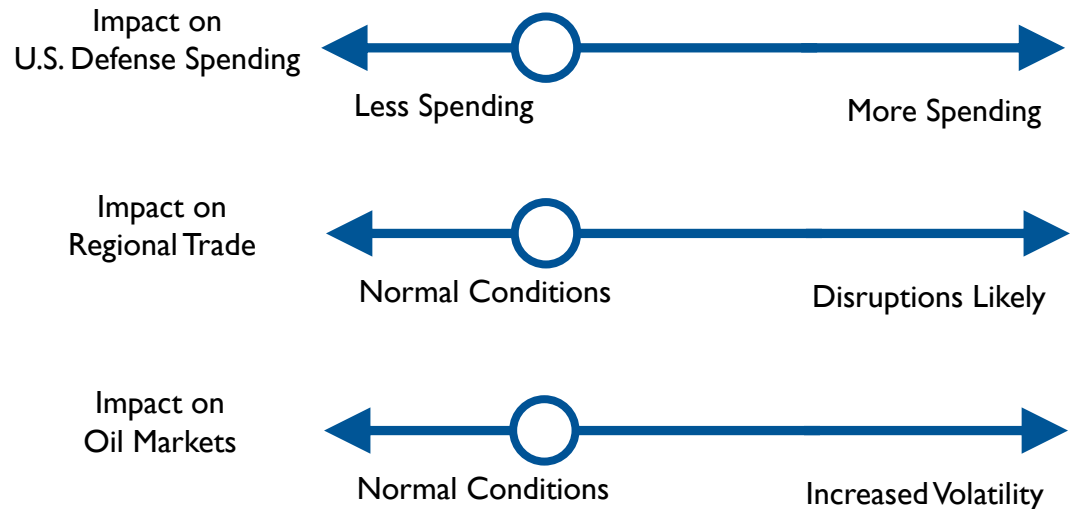 Impact on
U.S. Defense Spending
Less Spending
More Spending
Impact on
Regional Trade
Normal Conditions
Disruptions Likely
Impact on
Oil Markets
Normal Conditions
Increased Volatility